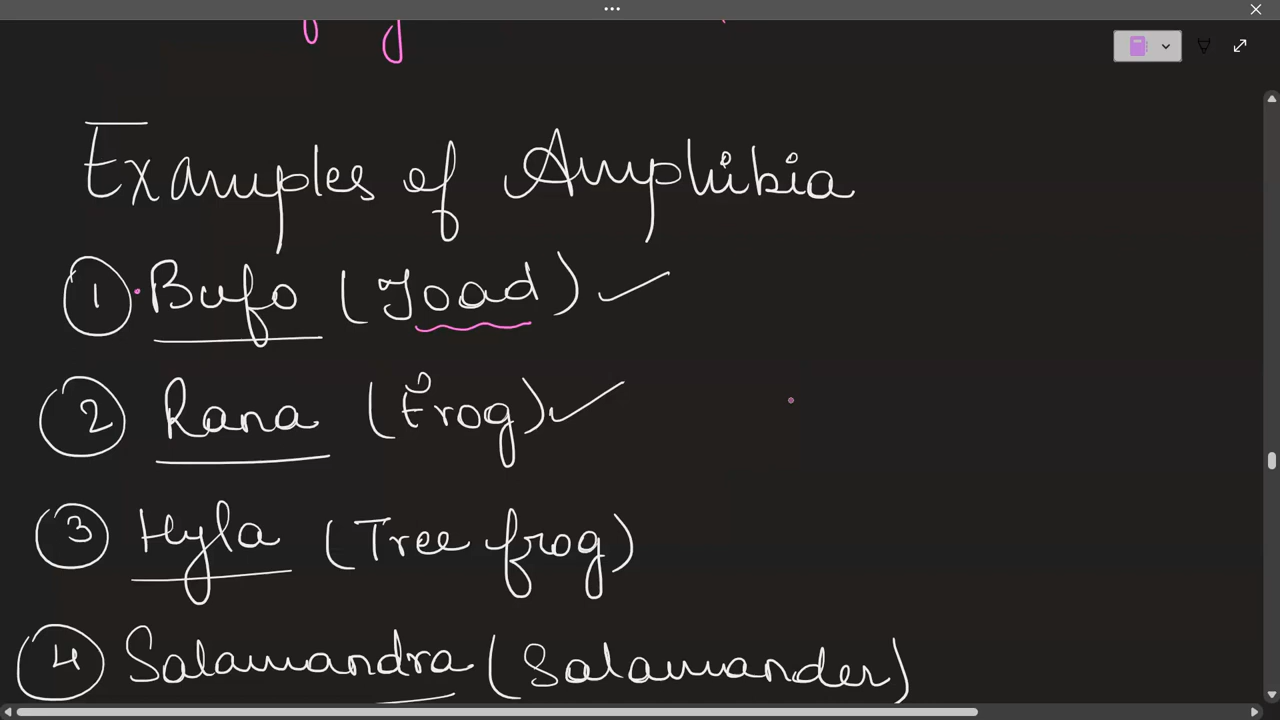 Examples of Amphibia
1 Bufo (Toad) ✓
2 Rana (Frog) ✓
3 Hyla (Tree frog)
4 Salamandra (Salamander)